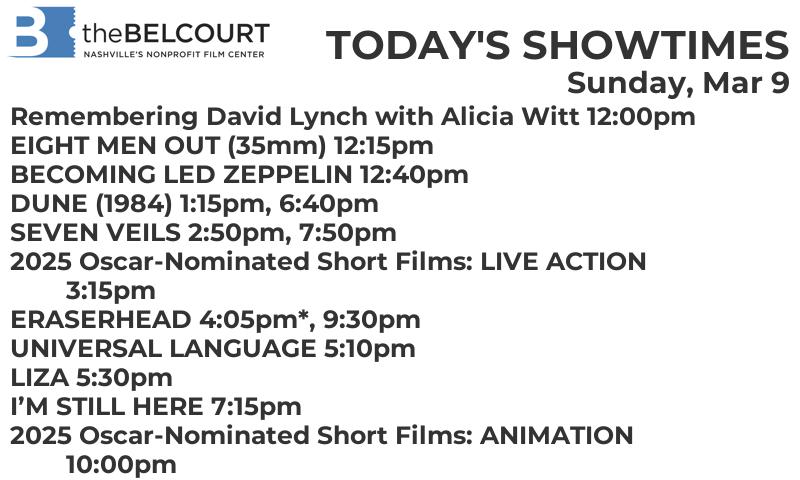 B theBELCOURT
NASHVILLE'S NONPROFIT FILM CENTER
TODAY'S SHOWTIMES
Sunday, Mar 9
Remembering David Lynch with Alicia Witt 12:00pm
EIGHT MEN OUT (35mm) 12:15pm
BECOMING LED ZEPPELIN 12:40pm
DUNE (1984) 1:15pm, 6:40pm
SEVEN VEILS 2:50pm, 7:50pm
2025 Oscar-Nominated Short Films: LIVE ACTION
3:15pm
ERASERHEAD 4:05pm*, 9:30pm
UNIVERSAL LANGUAGE 5:10pm
LIZA 5:30pm
I’M STILL HERE 7:15pm
2025 Oscar-Nominated Short Films: ANIMATION
10:00pm